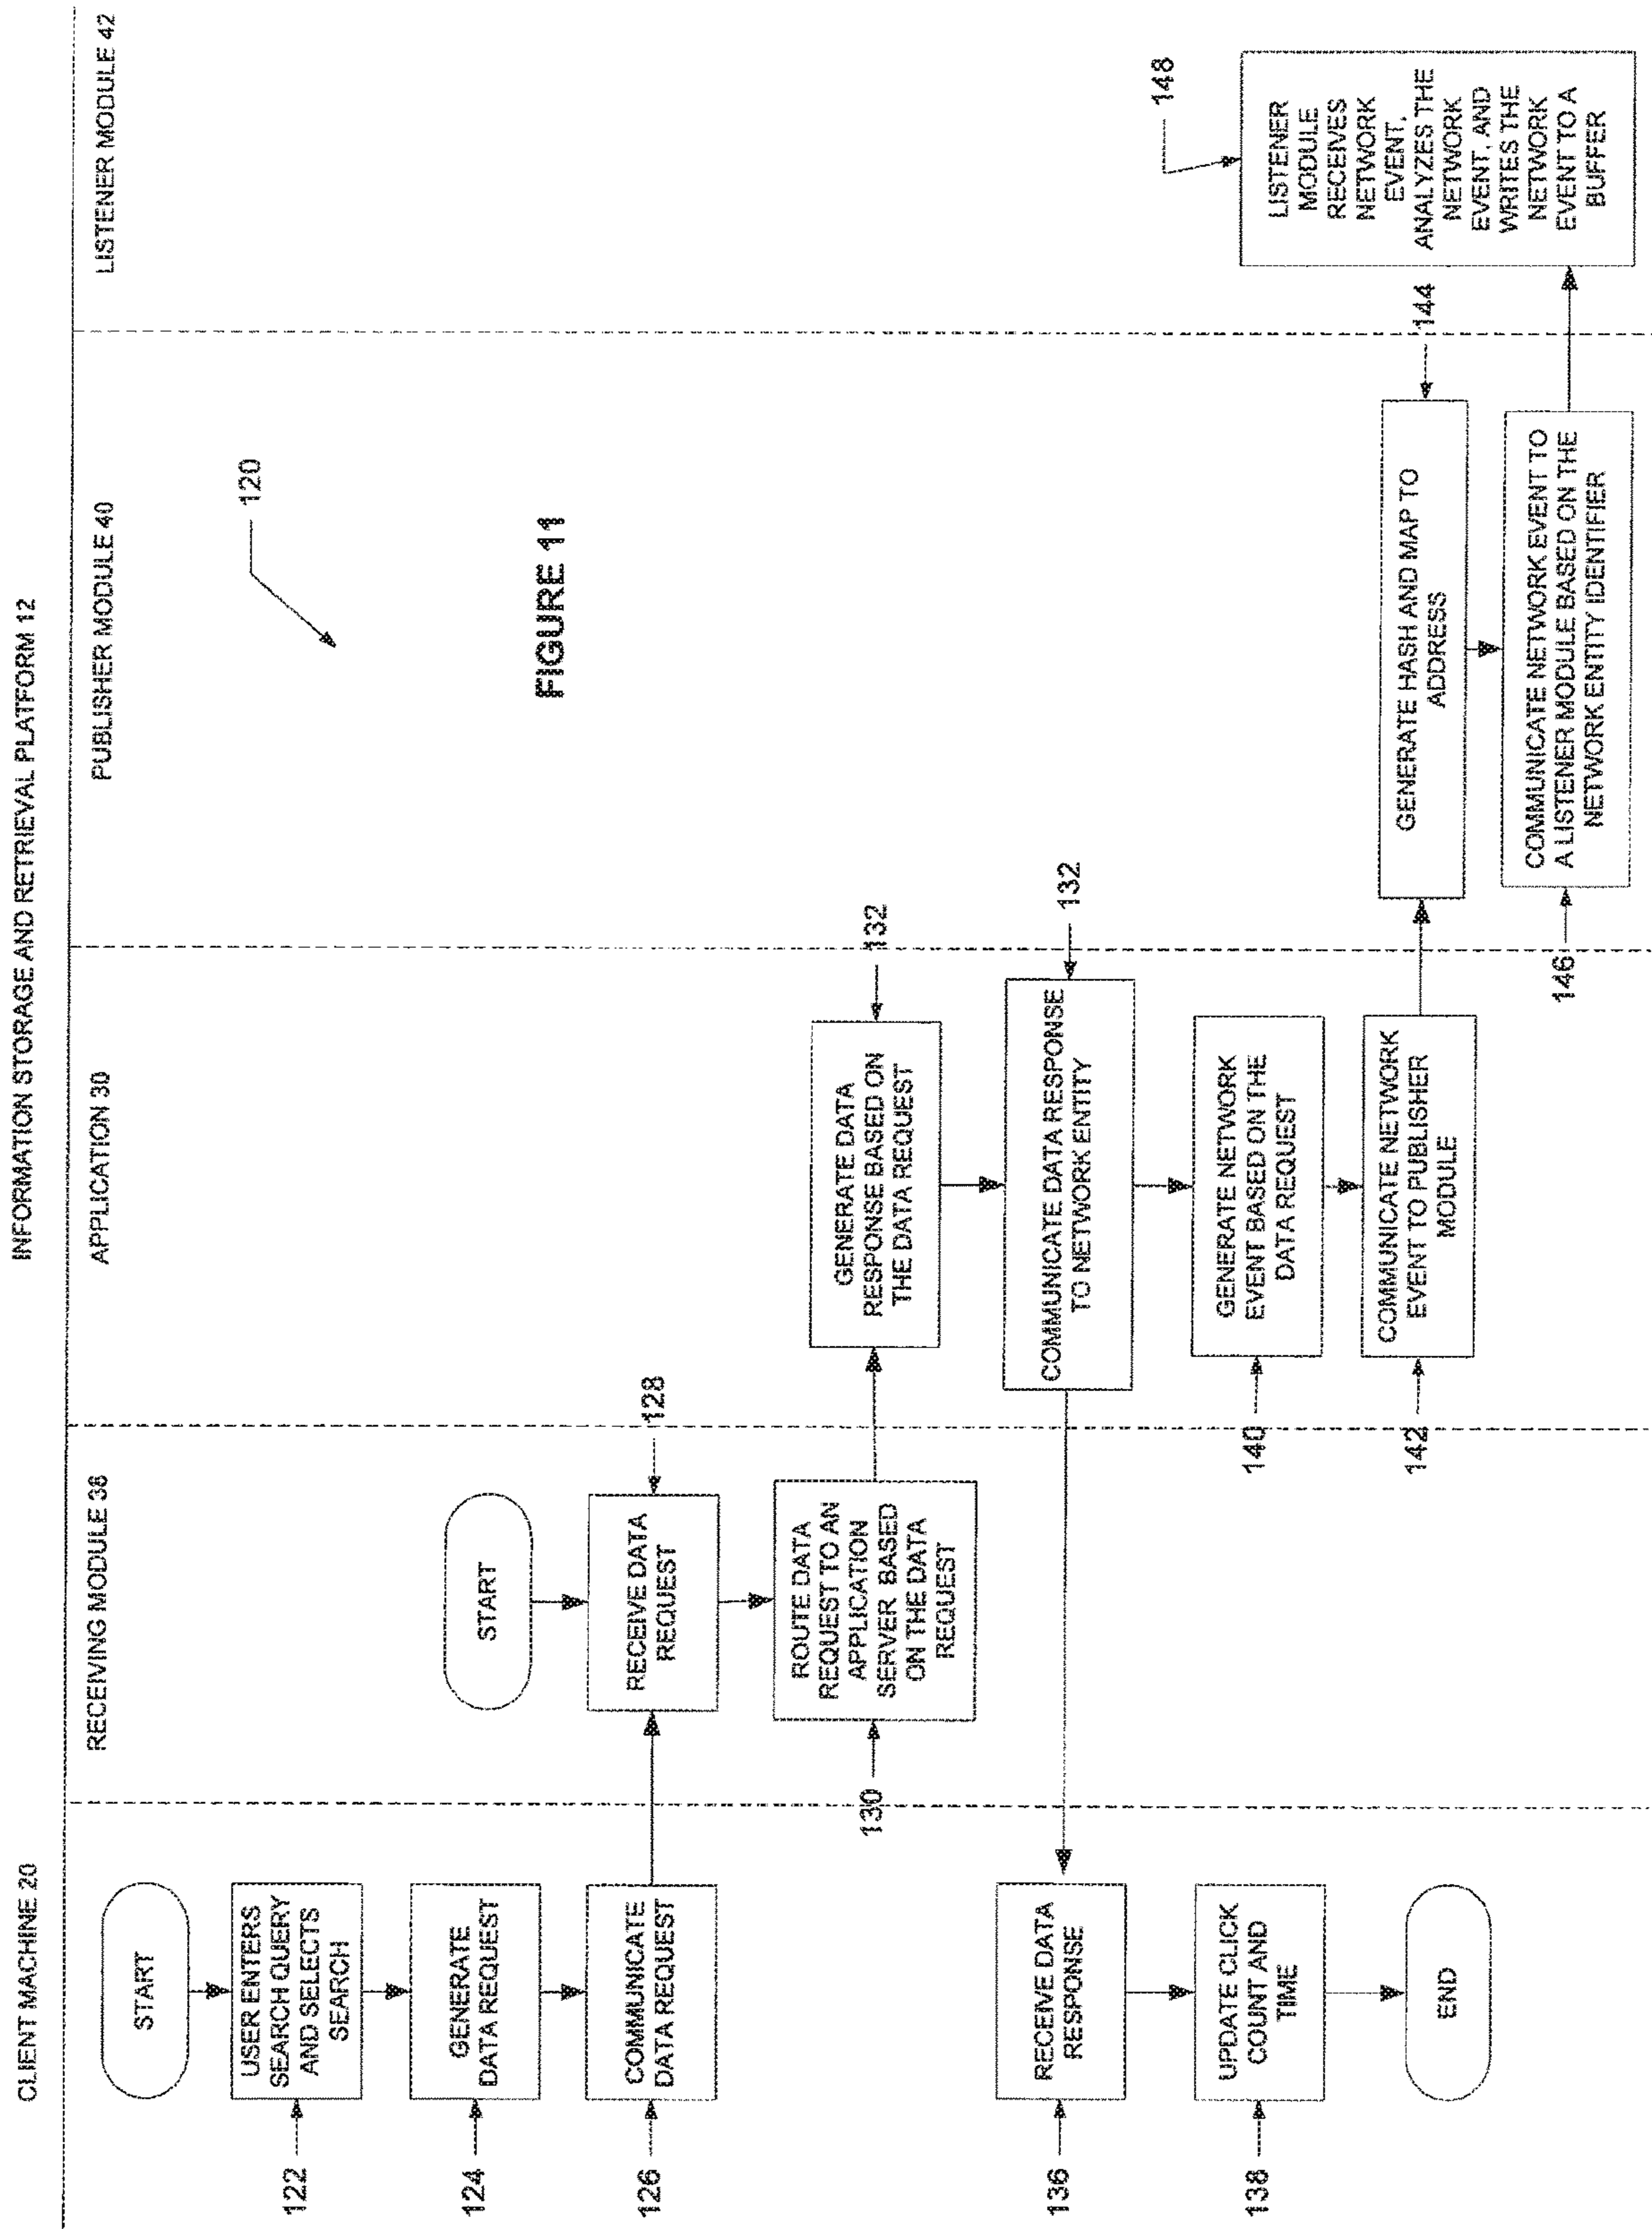 CLIENT MACHINE 20
INFORMATION STORAGE AND RETRIEVAL PLATFORM 12
RECEIVING MODULE 38
APPLICATION 30
PUBLISHER MODULE 40
LISTENER MODULE 42
120
FIGURE 11
START
122
USER ENTERS
SEARCH QUERY
AND SELECTS
SEARCH
124
GENERATE
DATA REQUEST
126
COMMUNICATE
DATA REQUEST
START
128
RECEIVE DATA
REQUEST
130
ROUTE DATA
REQUEST TO AN
APPLICATION
SERVER BASED
ON THE DATA
REQUEST
132
GENERATE DATA
RESPONSE BASED ON
THE DATA REQUEST
132
COMMUNICATE DATA RESPONSE
TO NETWORK ENTITY
136
RECEIVE DATA
RESPONSE
138
UPDATE CLICK
COUNT AND
TIME
END
140
GENERATE NETWORK
EVENT BASED ON THE
DATA REQUEST
142
COMMUNICATE NETWORK
EVENT TO PUBLISHER
MODULE
144
GENERATE HASH AND MAP TO
ADDRESS
146
COMMUNICATE NETWORK EVENT TO
A LISTENER MODULE BASED ON THE
NETWORK ENTITY IDENTIFIER
148
LISTENER
MODULE
RECEIVES
NETWORK
EVENT,
ANALYZES THE
NETWORK
EVENT, AND
WRITES THE
NETWORK
EVENT TO A
BUFFER